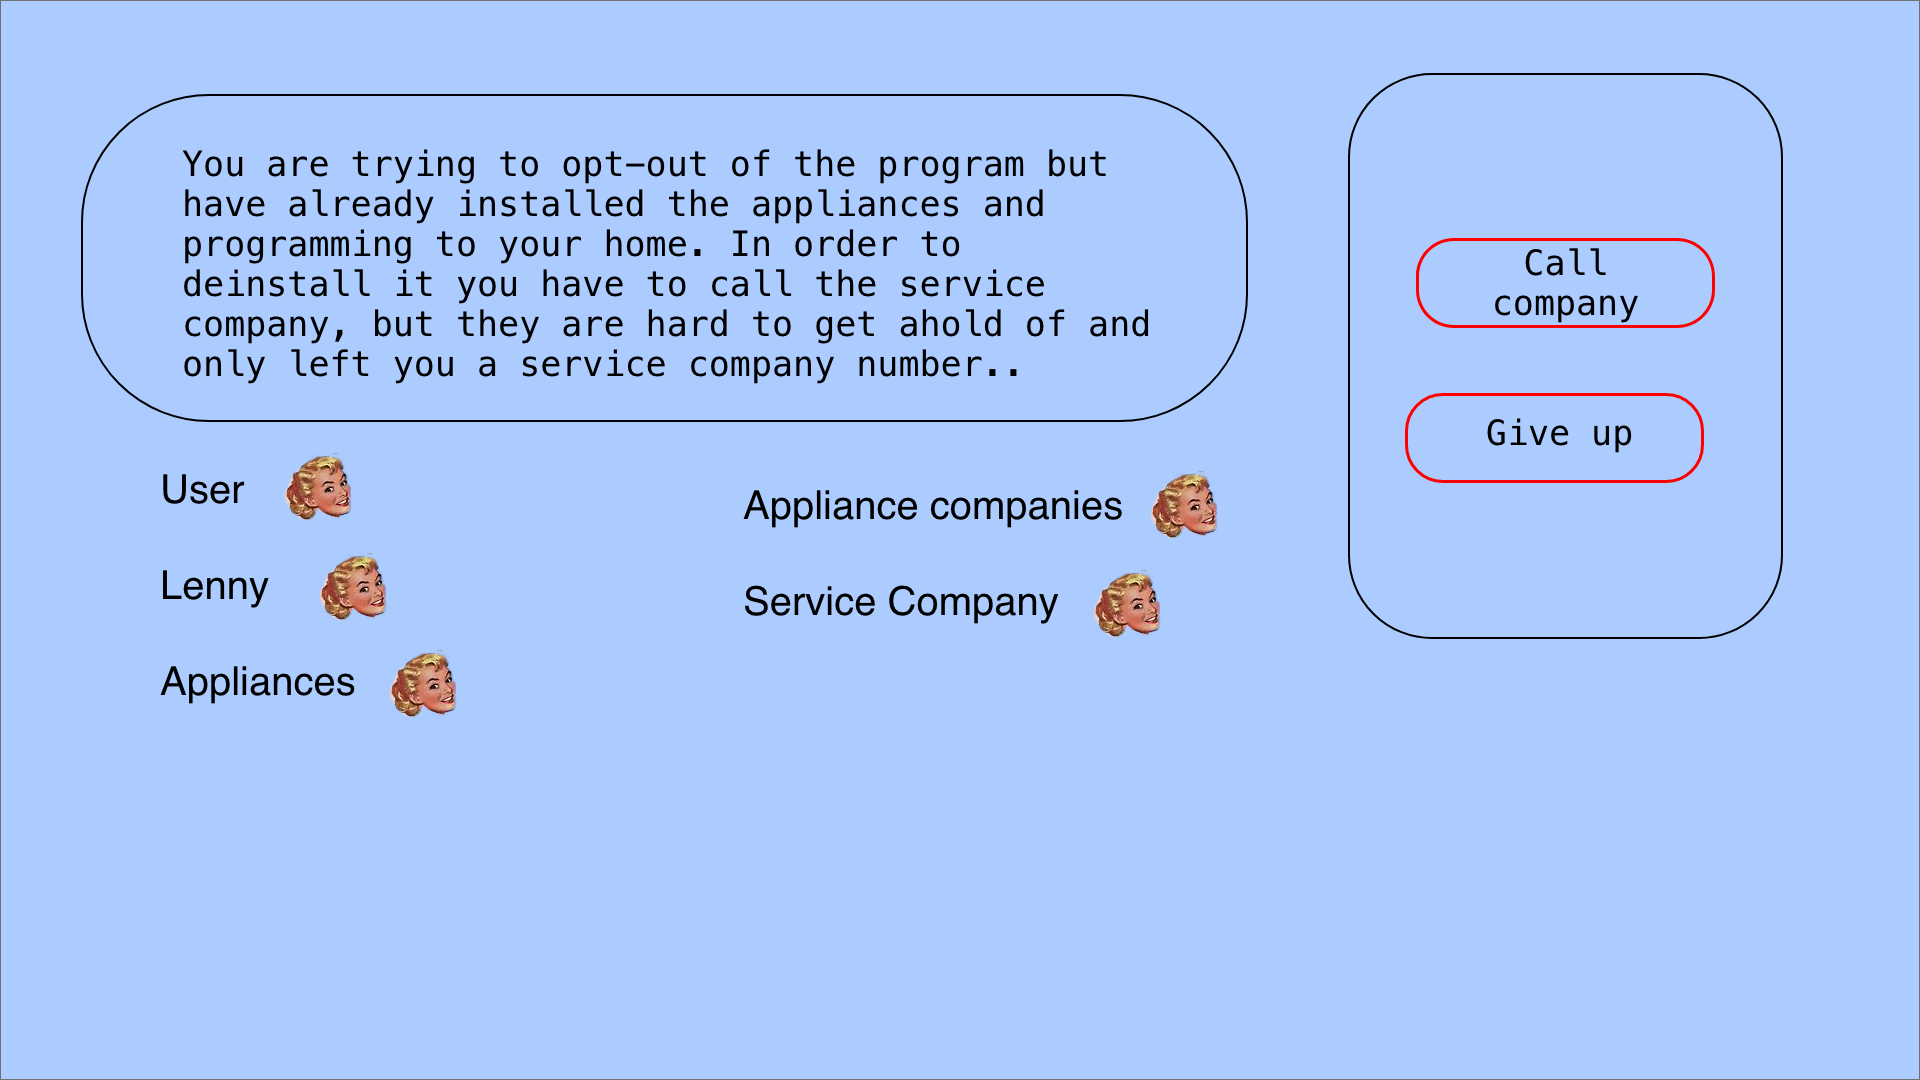 You are trying to opt-out of the program but
have already installed the appliances and
programming to your home. In order to
deinstall it you have to call the service
company, but they are hard to get ahold of and
only left you a service company number..
Call
company
Give up
User
Lenny
Appliances
Appliance companies
Service Company